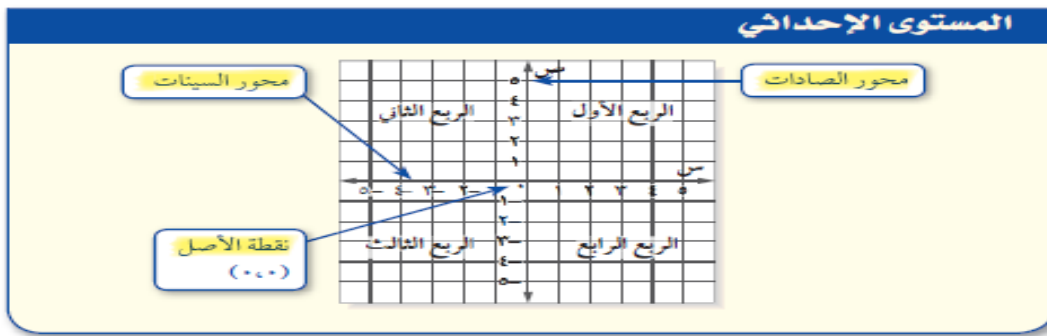 المستوى الإحداثي
محور الصادات
محور السينات
ص
٥
٤
٣
٢
١
الربع الأول
الربع الثاني
س
-٥ -٤ -٣ -٢ -١ ٠ ١ ٢ ٣ ٤ ٥
-٢
-٣
-٤
-٥
الربع الرابع
الربع الثالث
نقطة الأصل
(٠،٠)